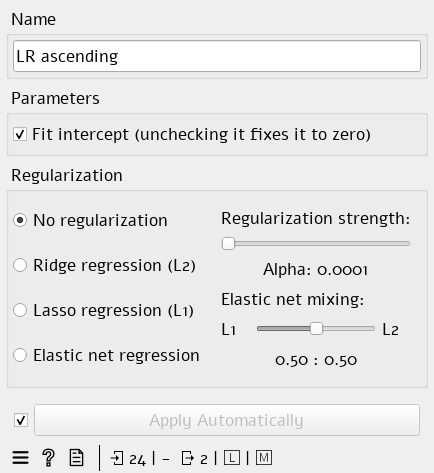 Name
LR ascending
Parameters
Fit intercept (unchecking it fixes it to zero)
Regularization
No regularization
Ridge regression (L2)
Lasso regression (L1)
Elastic net regression
Regularization strength:
Alpha: 0.0001
Elastic net mixing:
L1 L2
0.50 : 0.50
Apply Automatically
? 24 | - 2 | L | M